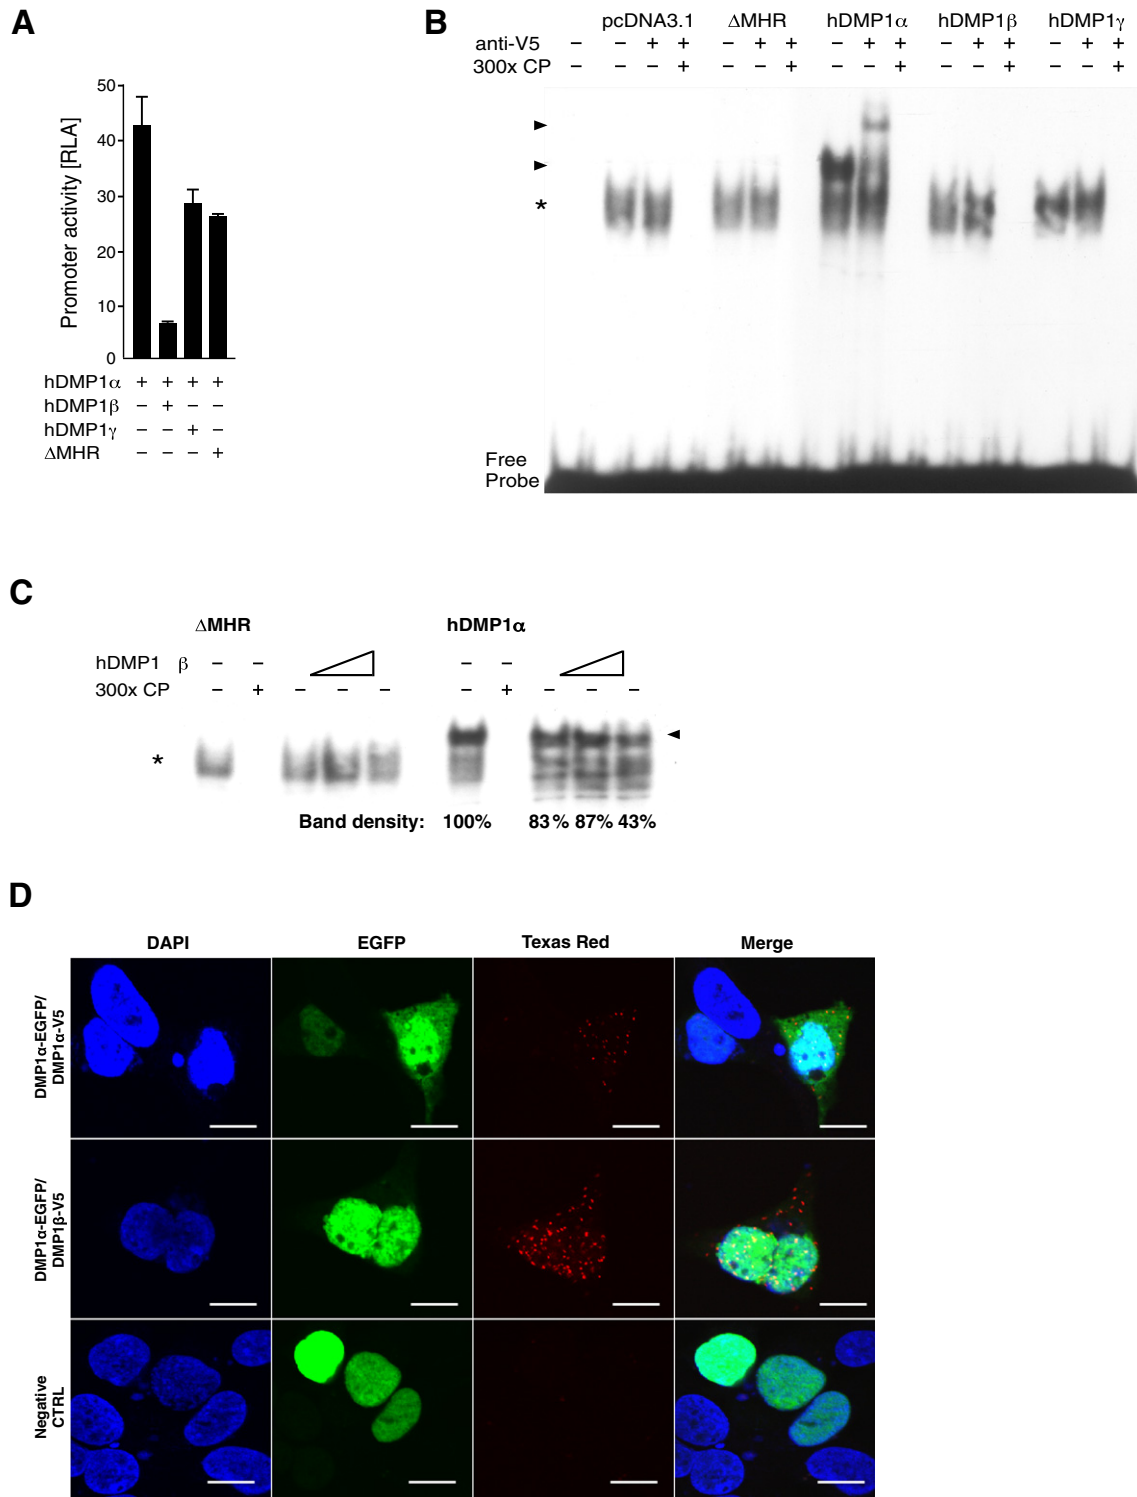 A
Promoter activity [RLA]
50
40
30
20
10
0
hDMP1α + + + +
hDMP1β − + − −
hDMP1γ − − + −
ΔMHR − − − +
B
pcDNA3.1 ΔMHR hDMP1α hDMP1β hDMP1γ
anti-V5 − − + + − + + − + + − + + − + +
300x CP − − − + − − + − − + − − + − − +
*
Free
Probe
C
ΔMHR hDMP1α
hDMP1 β − − − −
300x CP − + − − − − + − − −
*
Band density: 100% 83% 87% 43%
D
DAPI EGFP Texas Red Merge
DMP1α-EGFP/
DMP1α-V5
DMP1α-EGFP/
DMP1β-V5
Negative
CTRL